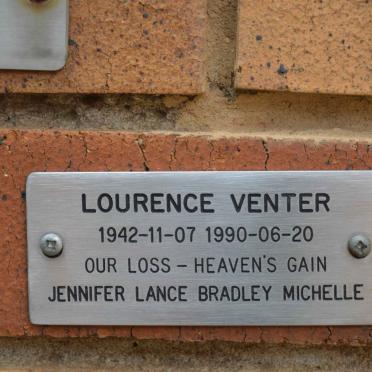 LOURENCE VENTER
1942-11-07 1990-06-20
OUR LOSS – HEAVEN'S GAIN
JENNIFER LANCE BRADLEY MICHELLE